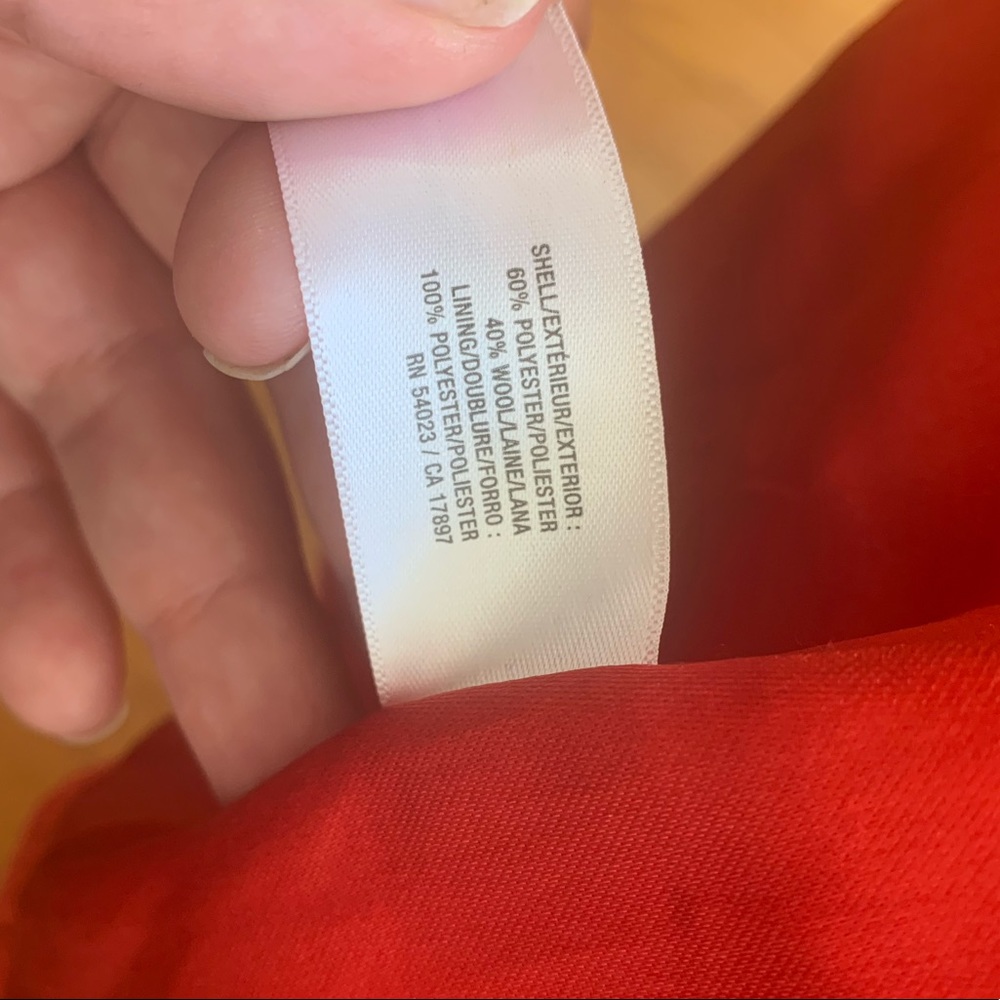 SHELL/EXTÉRIEUR/EXTERIOR :
60% POLYESTER/POLIESTER
40% WOOL/LAINE/LANA
LINING/DOUBLURE/FORRO :
100% POLYESTER/POLIESTER
RN 54023 / CA 17897